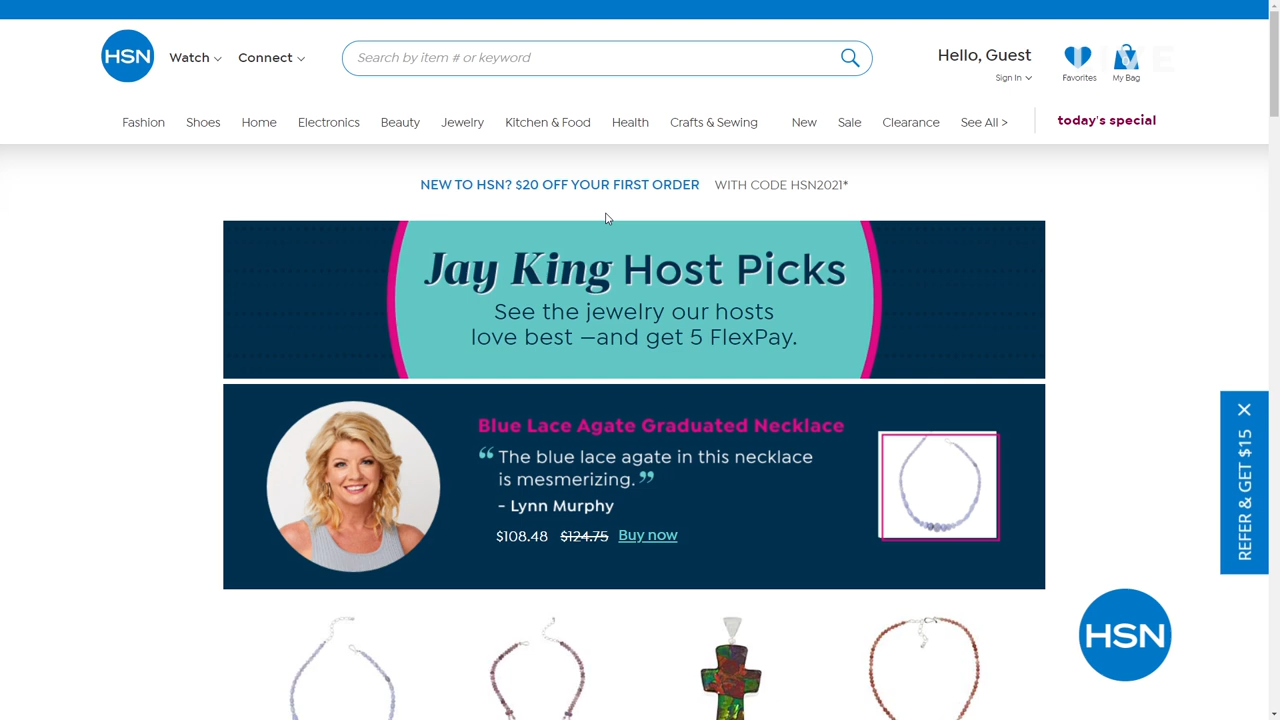 HSN
Watch
Connect
Search by item # or keyword
Hello, Guest
Sign In
Favorites
0
My Bag
Fashion
Shoes
Home
Electronics
Beauty
Jewelry
Kitchen & Food
Health
Crafts & Sewing
New
Sale
Clearance
See All >
today's special
NEW TO HSN? $20 OFF YOUR FIRST ORDER WITH CODE HSN2021*
Jay King Host Picks
See the jewelry our hosts
love best —and get 5 FlexPay.
Blue Lace Agate Graduated Necklace
“The blue lace agate in this necklace
is mesmerizing.”
- Lynn Murphy
$108.48 $124.75 Buy now
REFER & GET $15
HSN